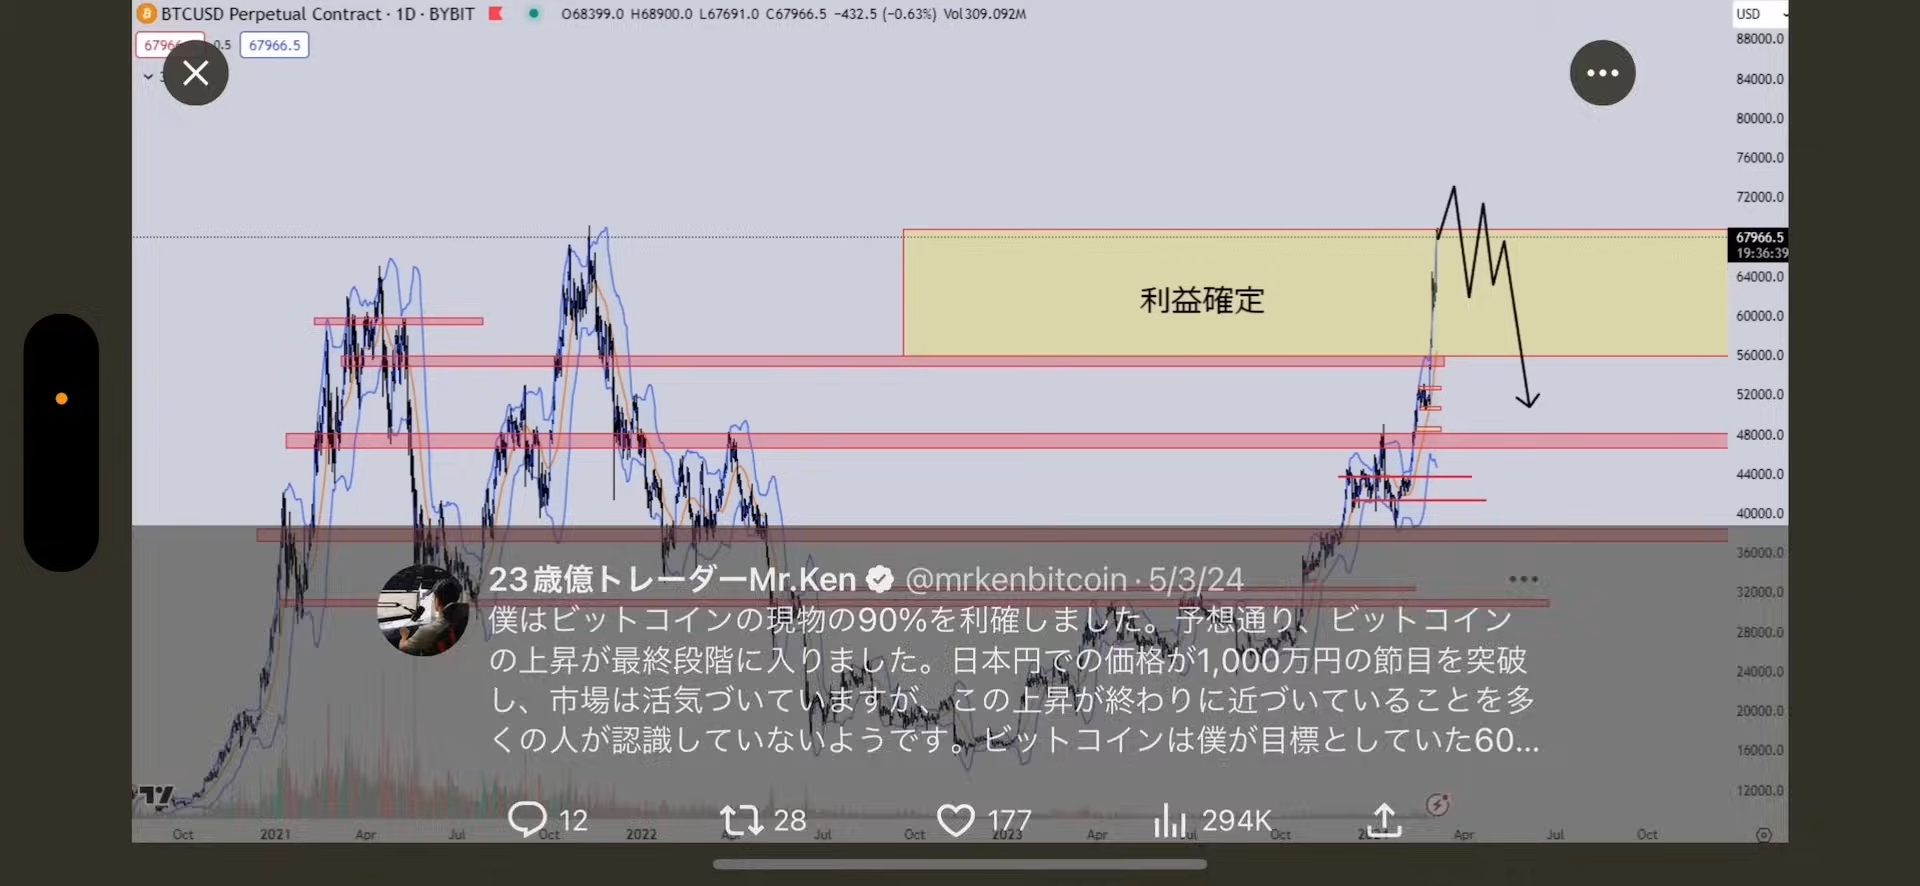 BTCUSD Perpetual Contract · 1D · BYBIT
O68399.0 H68900.0 L67691.0 C67966.5 −432.5 (−0.63%) Vol309.092M
USD
0.5 67966.5
88000.0
84000.0
80000.0
76000.0
72000.0
67966.5
19:36:39
64000.0
60000.0
56000.0
52000.0
48000.0
44000.0
40000.0
36000.0
32000.0
28000.0
24000.0
20000.0
16000.0
12000.0
利益確定
23歳億トレーダーMr.Ken @mrkenbitcoin · 5/3/24
僕はビットコインの現物の90%を利確しました。予想通り、ビットコイン
の上昇が最終段階に入りました。日本円での価格が1,000万円の節目を突破
し、市場は活気づいていますが、この上昇が終わりに近づいていることを多
くの人が認識していないようです。ビットコインは僕が目標としていた60...
12 28 177 294K
Oct 2021 Apr Jul Oct 2022 Jul Oct 2023 Apr Jul Oct Apr Jul Oct